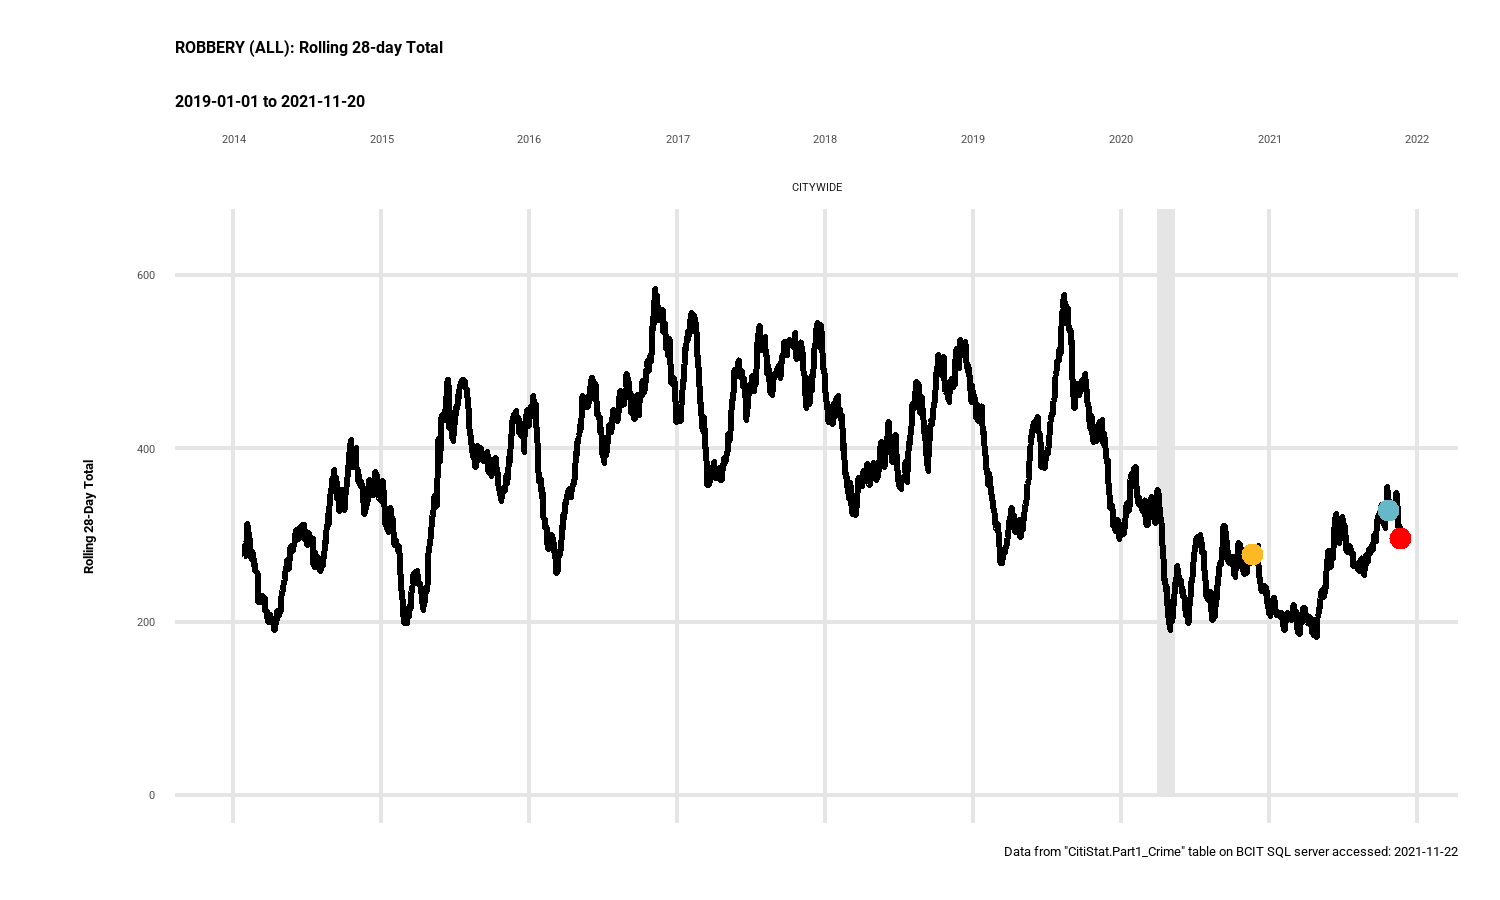 ROBBERY (ALL): Rolling 28-day Total
2019-01-01 to 2021-11-20
2014 2015 2016 2017 2018 2019 2020 2021 2022
CITYWIDE
600
400
200
0
Rolling 28-Day Total
Data from "CitiStat.Part1_Crime" table on BCIT SQL server accessed: 2021-11-22